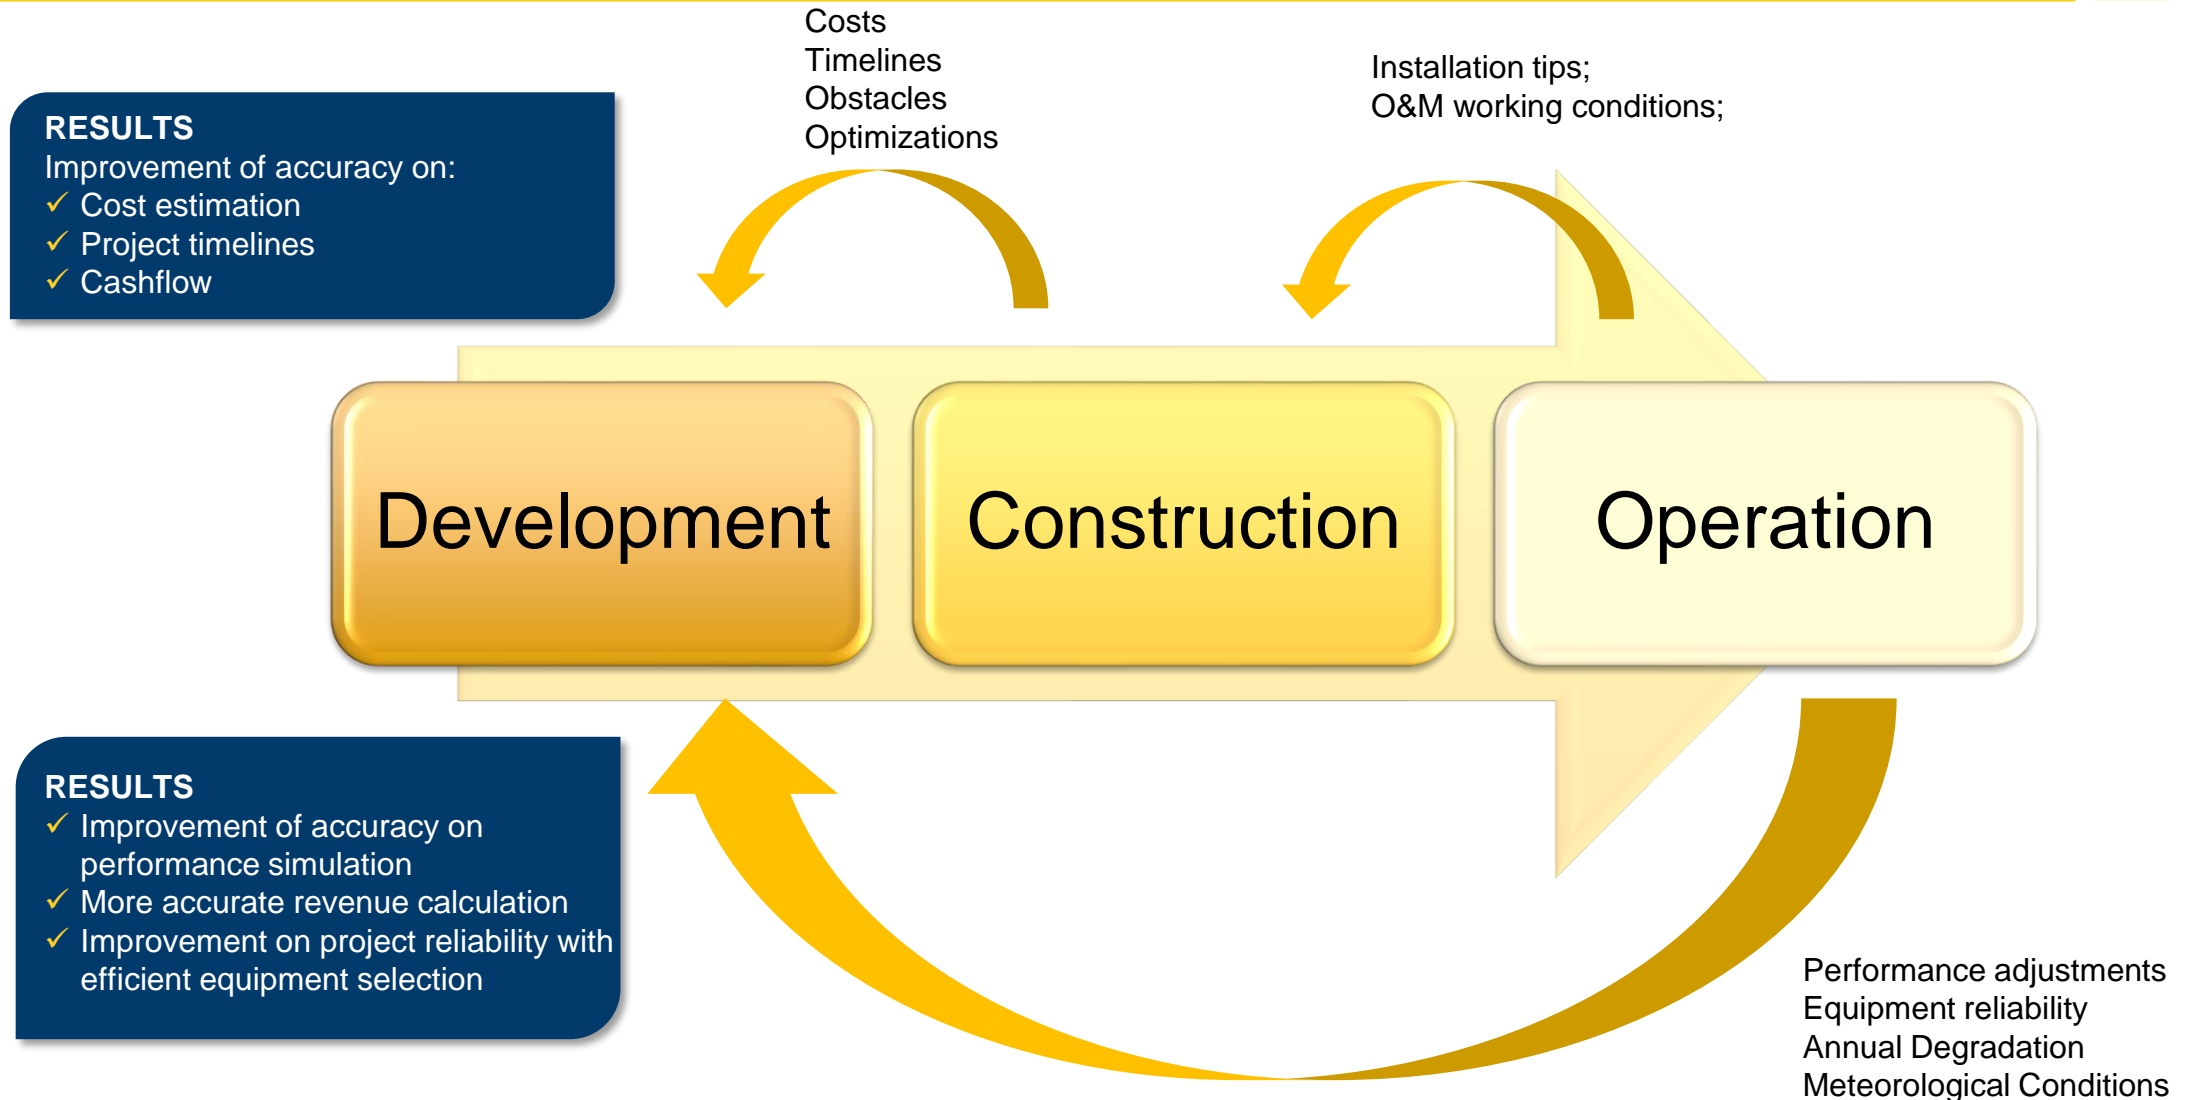 Costs
Timelines
Obstacles
Optimizations
Installation tips;
O&M working conditions;
RESULTS
Improvement of accuracy on:
✓ Cost estimation
✓ Project timelines
✓ Cashflow
Development
Construction
Operation
RESULTS
✓ Improvement of accuracy on
performance simulation
✓ More accurate revenue calculation
✓ Improvement on project reliability with
efficient equipment selection
Performance adjustments
Equipment reliability
Annual Degradation
Meteorological Conditions